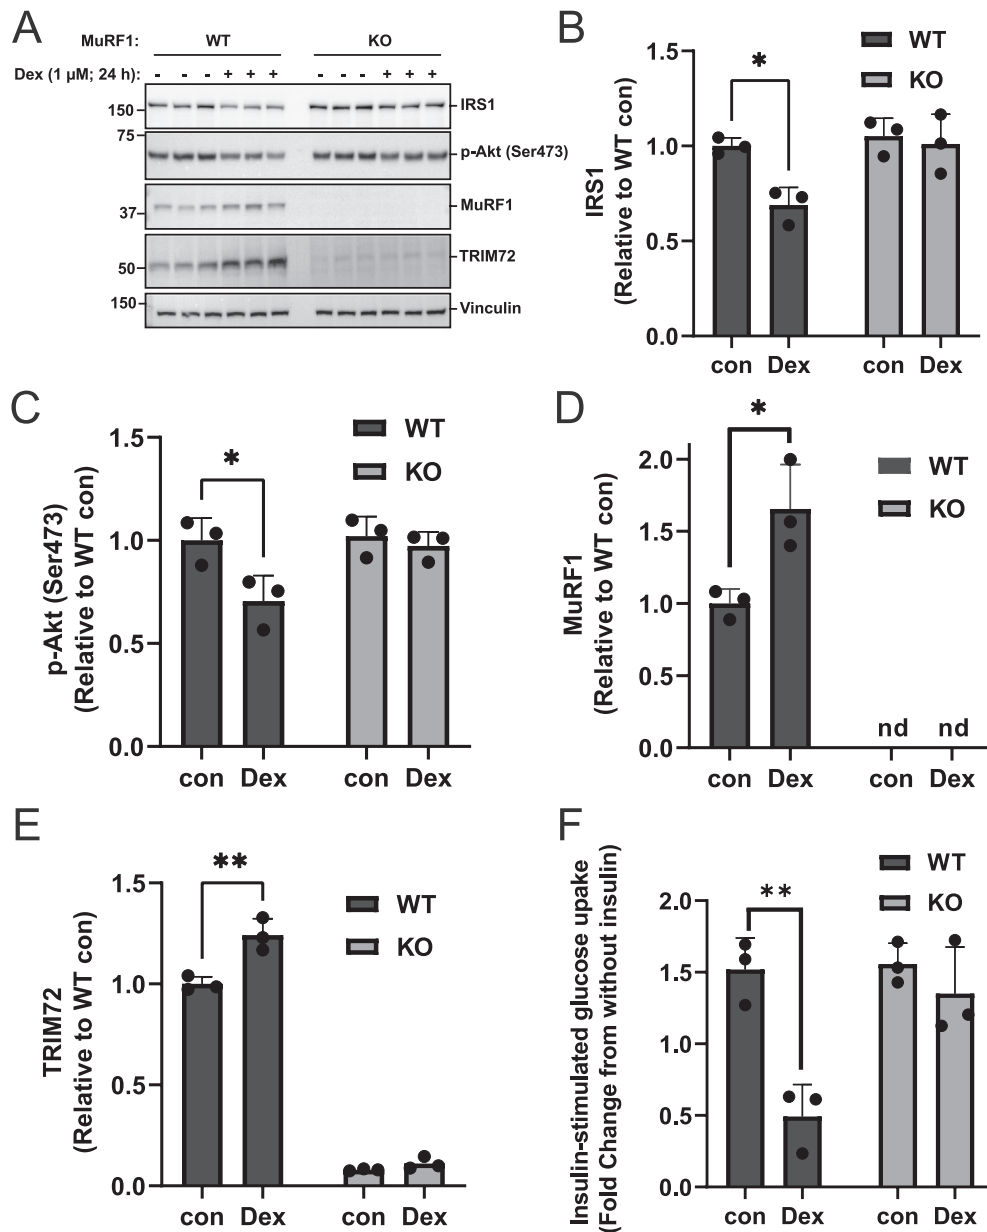 A
MuRF1: WT KO
Dex (1 µM; 24 h): - - - + + + - - - + + +
150 IRS1
75
p-Akt (Ser473)
37 MuRF1
50 TRIM72
150 Vinculin
B
WT
KO
*
IRS1
(Relative to WT con)
1.5
1.0
0.5
0.0
con Dex con Dex
C
WT
KO
*
p-Akt (Ser473)
(Relative to WT con)
1.5
1.0
0.5
0.0
con Dex con Dex
D
*
WT
KO
MuRF1
(Relative to WT con)
2.0
1.5
1.0
0.5
0.0
nd nd
con Dex con Dex
E
**
WT
KO
TRIM72
(Relative to WT con)
1.5
1.0
0.5
0.0
con Dex con Dex
F
WT
KO
**
Insulin-stimulated glucose upake
(Fold Change from without insulin)
2.0
1.5
1.0
0.5
0.0
con Dex con Dex